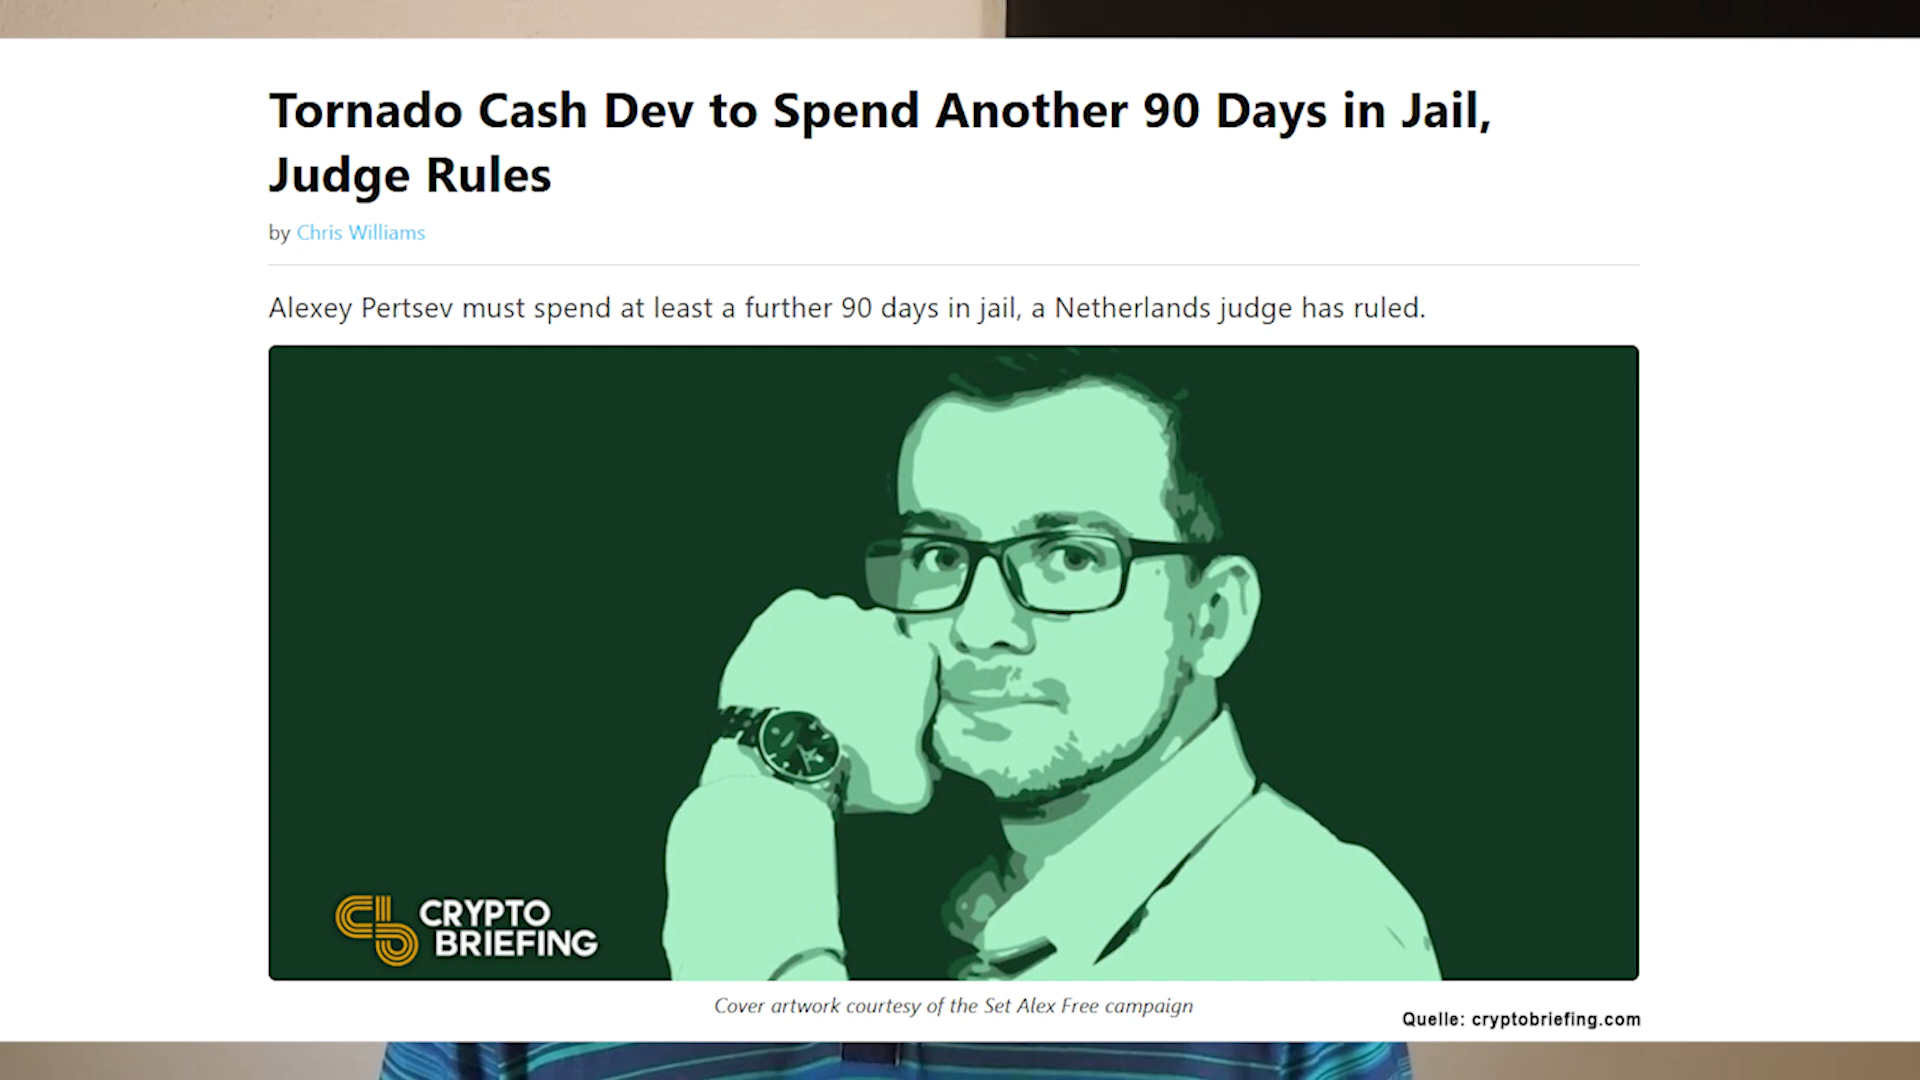 Tornado Cash Dev to Spend Another 90 Days in Jail,
Judge Rules
by Chris Williams
Alexey Pertsev must spend at least a further 90 days in jail, a Netherlands judge has ruled.
CRYPTO
BRIEFING
Cover artwork courtesy of the Set Alex Free campaign
Quelle: cryptobriefing.com